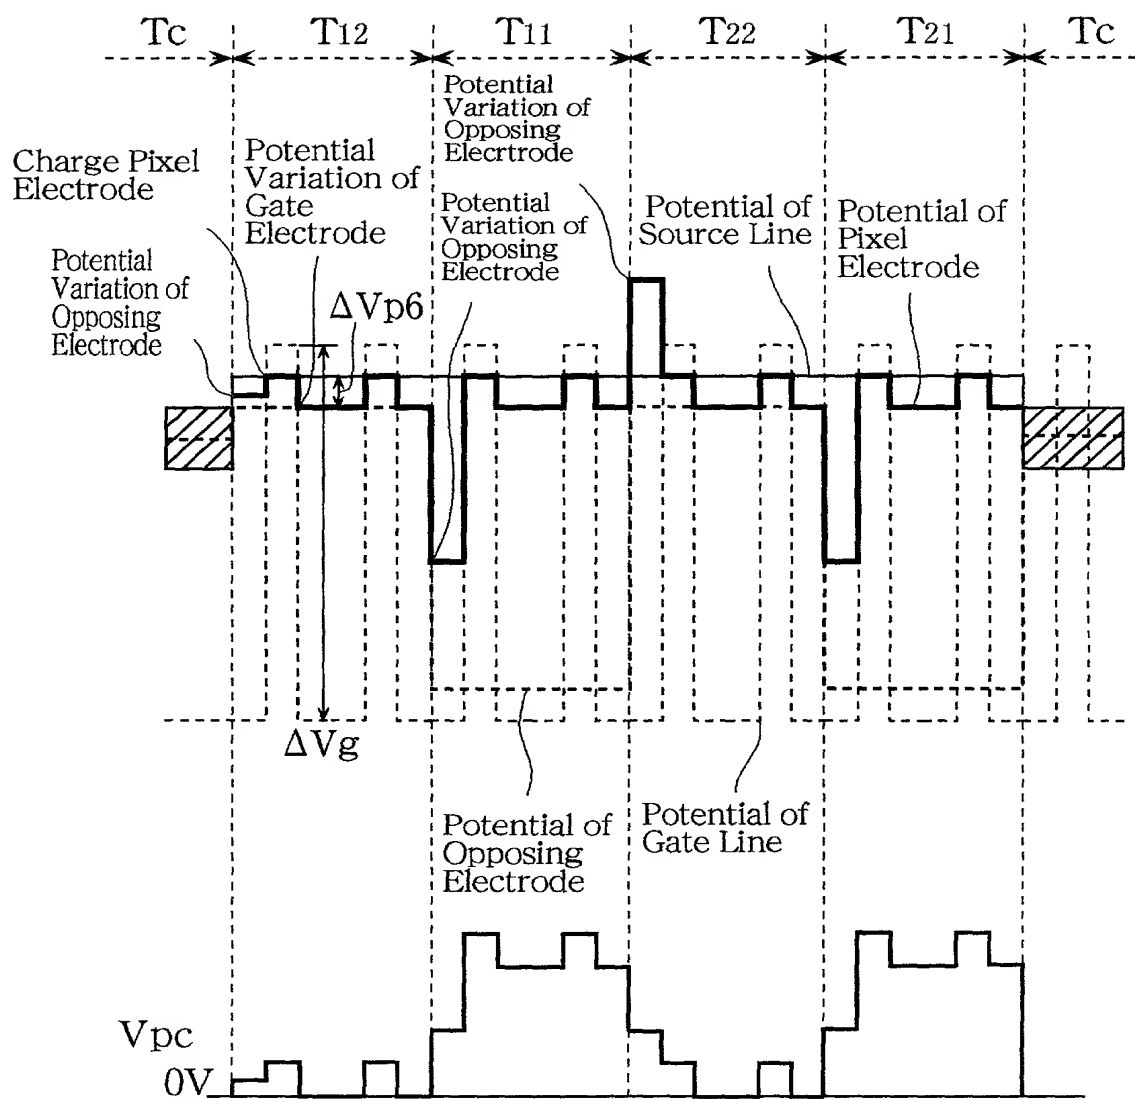 Tc T12 T11 T22 T21 Tc
Potential
Variation of
Opposing
Elecrtrode
Charge Pixel
Electrode
Potential
Variation of
Gate
Electrode
Potential
Variation of
Opposing
Electrode
Potential of
Source Line
Potential of
Pixel
Electrode
Potential
Variation of
Opposing
Electrode
ΔVp6
ΔVg
Potential of
Opposing
Electrode
Potential of
Gate Line
Vpc
0V